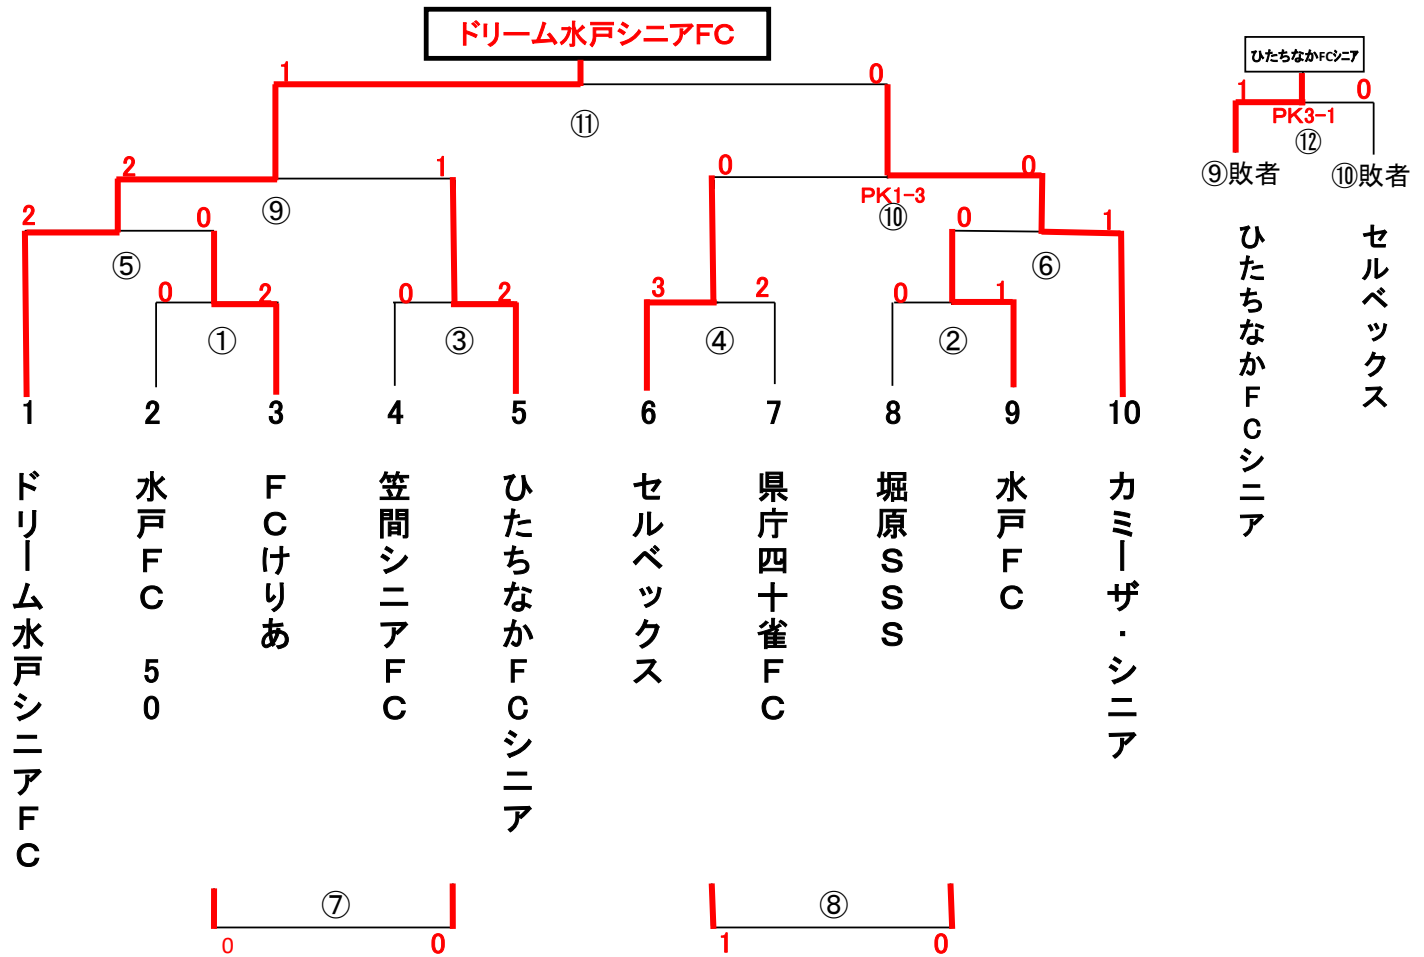 ドリーム水戸シニアFC
ひたちなかFCシニア
1
0
⑪
1
0
PK3-1
⑫
⑨敗者
⑩敗者
2
1
⑨
0
0
PK1-3
⑩
2
0
⑤
0
1
⑥
0
2
①
0
2
③
3
2
④
0
1
②
1
2
3
4
5
6
7
8
9
10
ドリーム水戸シニアFC
水戸FC 50
FCけりあ
笠間シニアFC
ひたちなかFCシニア
セルベックス
県庁四十雀FC
堀原SSS
水戸FC
カミーザ・シニア
ひたちなかFCシニア
セルベックス
⑦
0
0
⑧
1
0